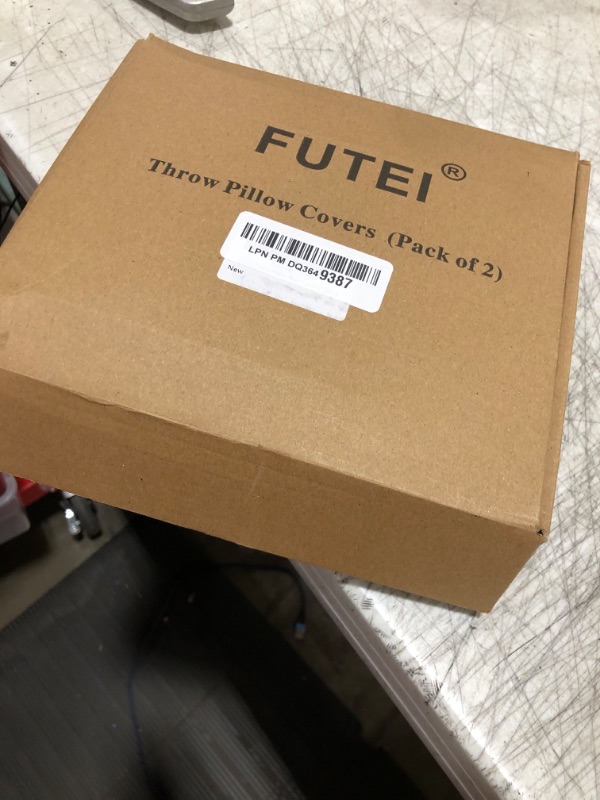 FUTEI®
Throw Pillow Covers (Pack of 2)
LPN PM DQ3649387
New